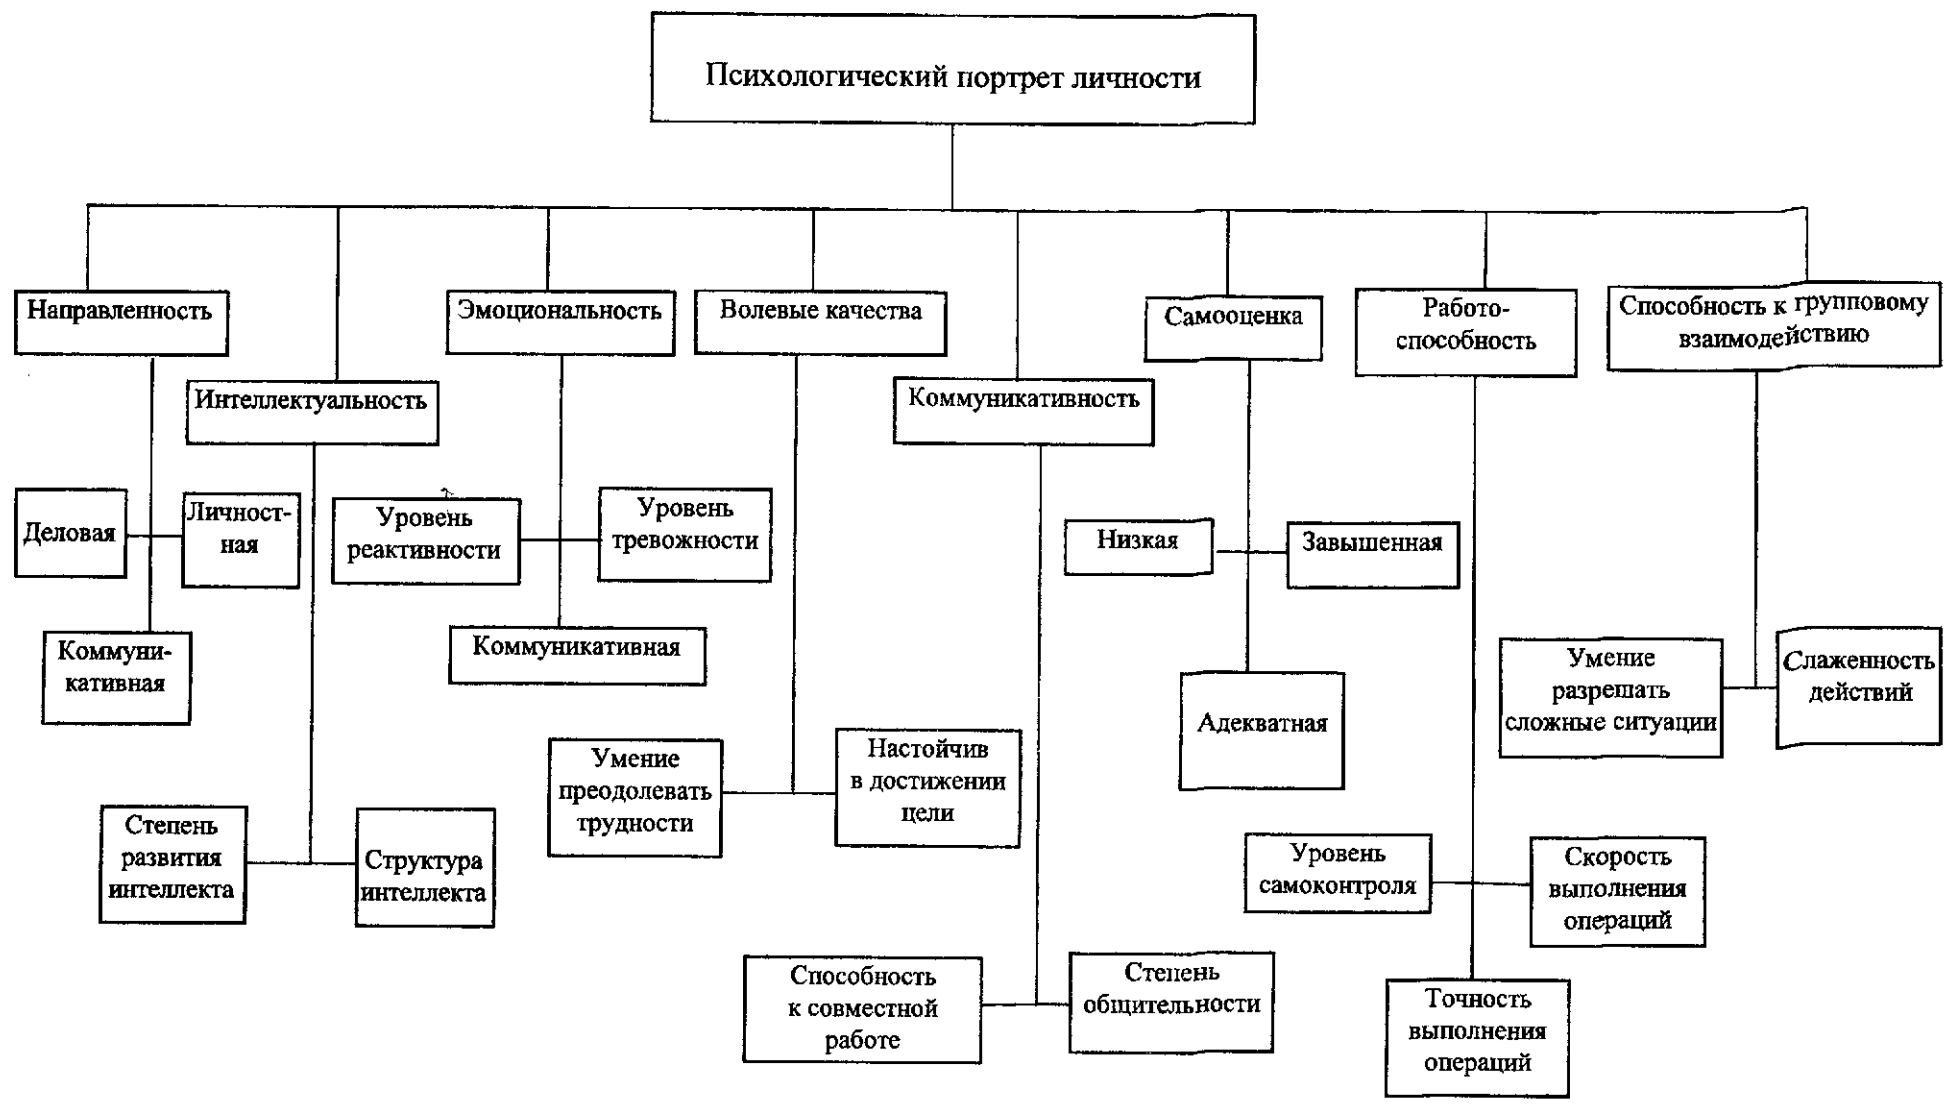 Психологический портрет личности
Направленность
Эмоциональность
Волевые качества
Самооценка
Работо-
способность
Способность к групповому
взаимодействию
Интеллектуальность
Коммуникативность
Деловая
Личност-
ная
Уровень
реактивности
Уровень
тревожности
Низкая
Завышенная
Коммуни-
кативная
Коммуникативная
Умение
разрешать
сложные ситуации
Слаженность
действий
Адекватная
Умение
преодолевать
трудности
Настойчив
в достижении
цели
Степень
развития
интеллекта
Структура
интеллекта
Уровень
самоконтроля
Скорость
выполнения
операций
Способность
к совместной
работе
Степень
общительности
Точность
выполнения
операций